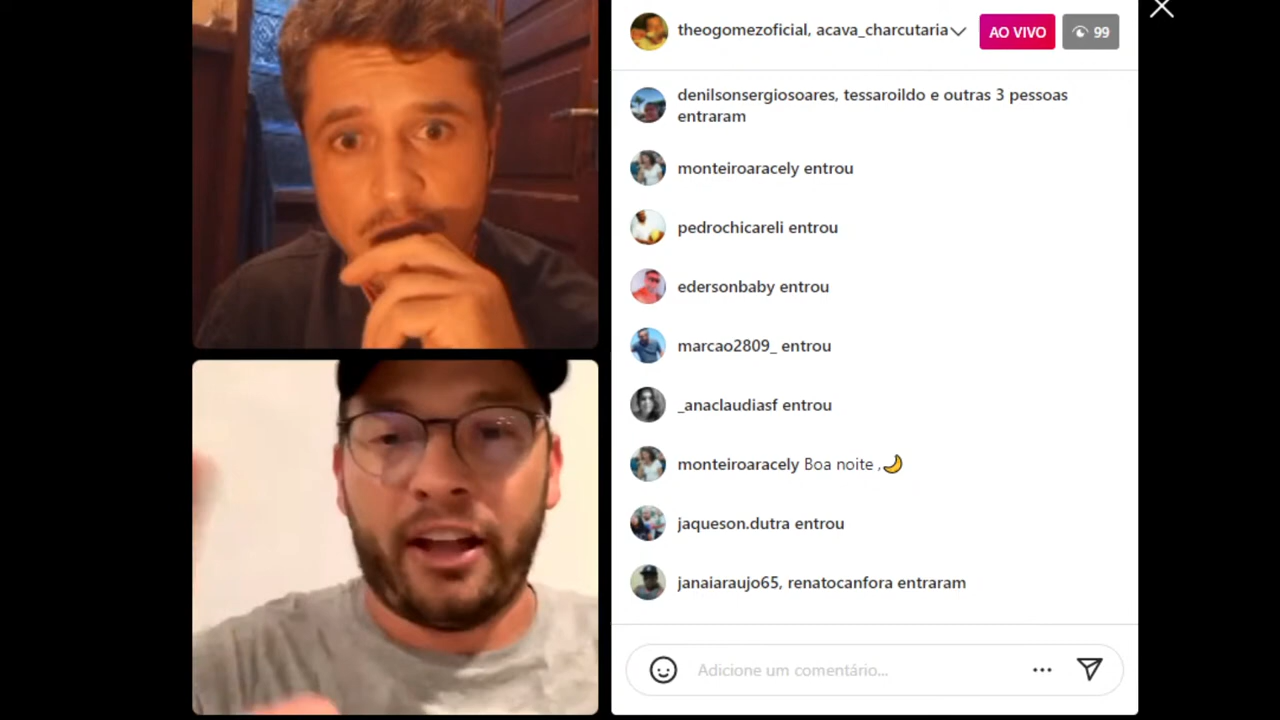 theogomezoficial, acava_charcutaria
AO VIVO
99
denilsonsergiosoares, tessaroildo e outras 3 pessoas
entraram
monteiroaracely entrou
pedrochicareli entrou
edersonbaby entrou
marcao2809_ entrou
_anaclaudiasf entrou
monteiroaracely Boa noite ,🌙
jaqueson.dutra entrou
janaiaraujo65, renatocanfora entraram
Adicione um comentário...